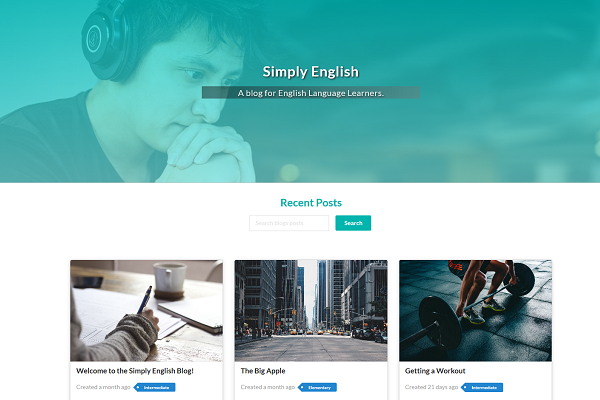 Simply English
A blog for English Language Learners.
Recent Posts
Search blogs posts
Search
Welcome to the Simply English Blog!
Created a month ago Intermediate
The Big Apple
Created a month ago Elementary
Getting a Workout
Created 21 days ago Intermediate